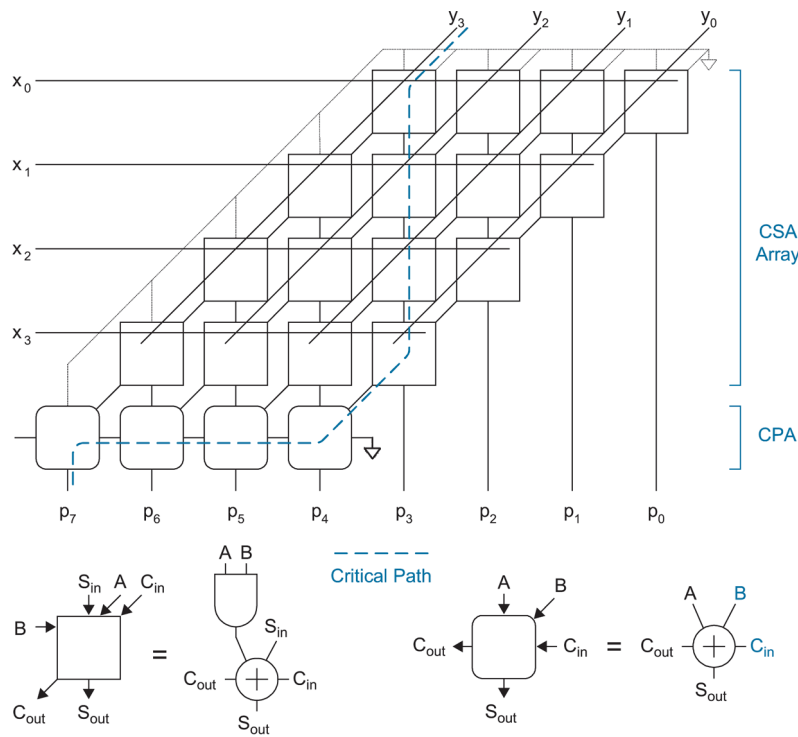 y3 y2 y1 y0
x0
x1
x2
x3
CSA
Array
CPA
p7 p6 p5 p4 p3 p2 p1 p0
Critical Path
Sin A Cin
B
Cout Sout
=
A B
Sin
Cout + Cin
Sout
A B
Cout Cin
Sout
=
A B
Cout + Cin
Sout